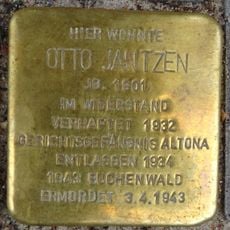 HIER WOHNTE
OTTO JANTZEN
JG. 1901
IM WIDERSTAND
VERHAFTET 1932
GERICHTSGEFÄNGNIS ALTONA
ENTLASSEN 1934
1943 BUCHENWALD
ERMORDET 3.4.1943